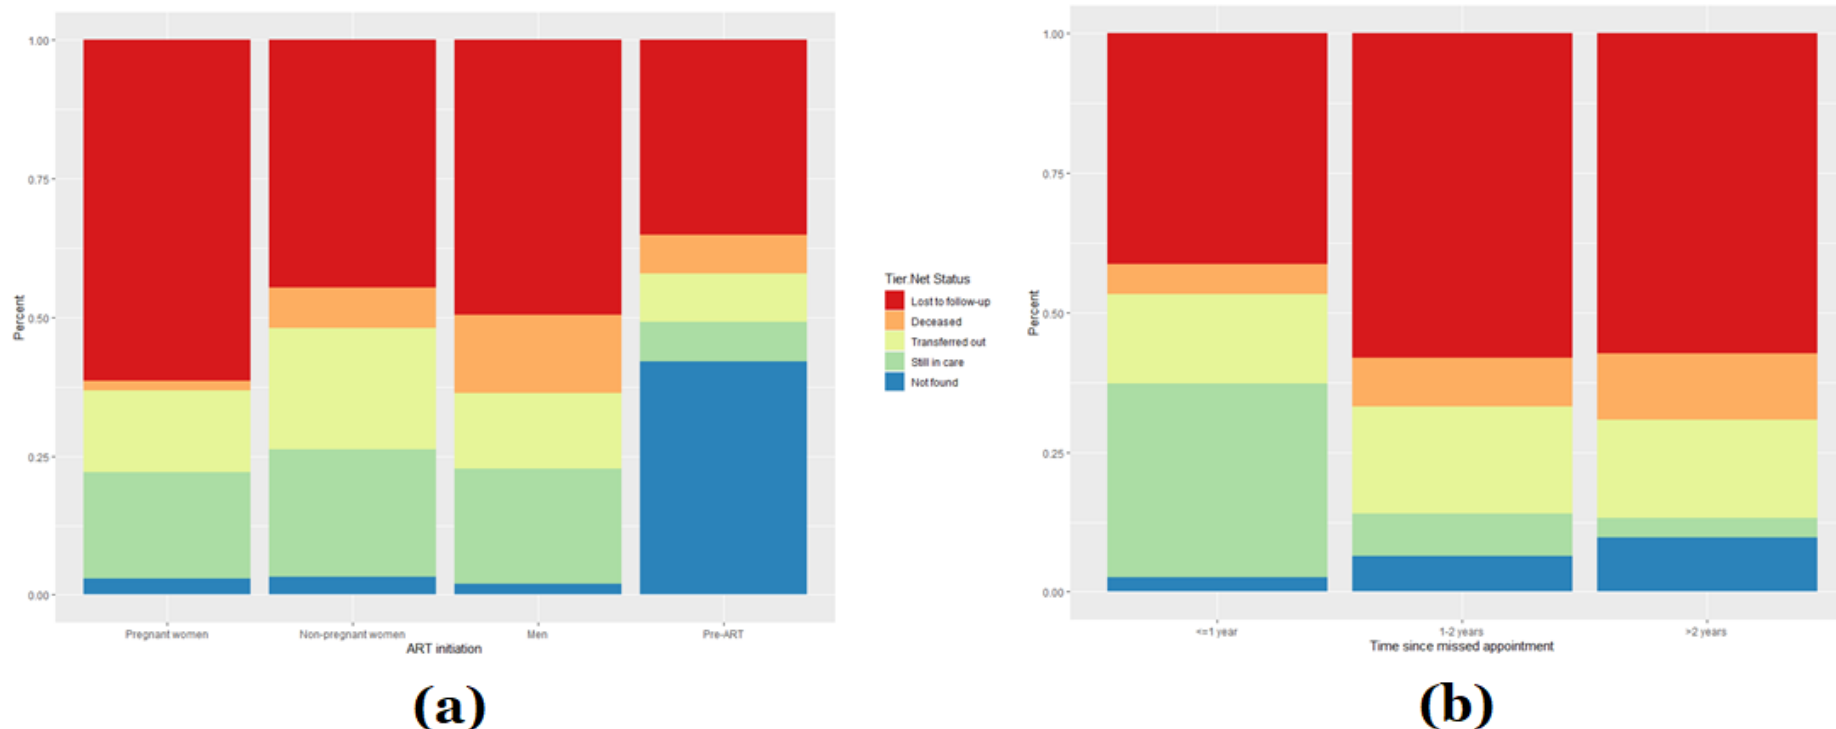 1.00
0.75
0.50
0.25
0.00
Percent
Pregnant women
Non-pregnant women
Men
Pre-ART
ART initiation
(a)
Tier.Net Status
Lost to follow-up
Deceased
Transferred out
Still in care
Not found
1.00
0.75
0.50
0.25
0.00
Percent
<=1 year
1-2 years
>2 years
Time since missed appointment
(b)